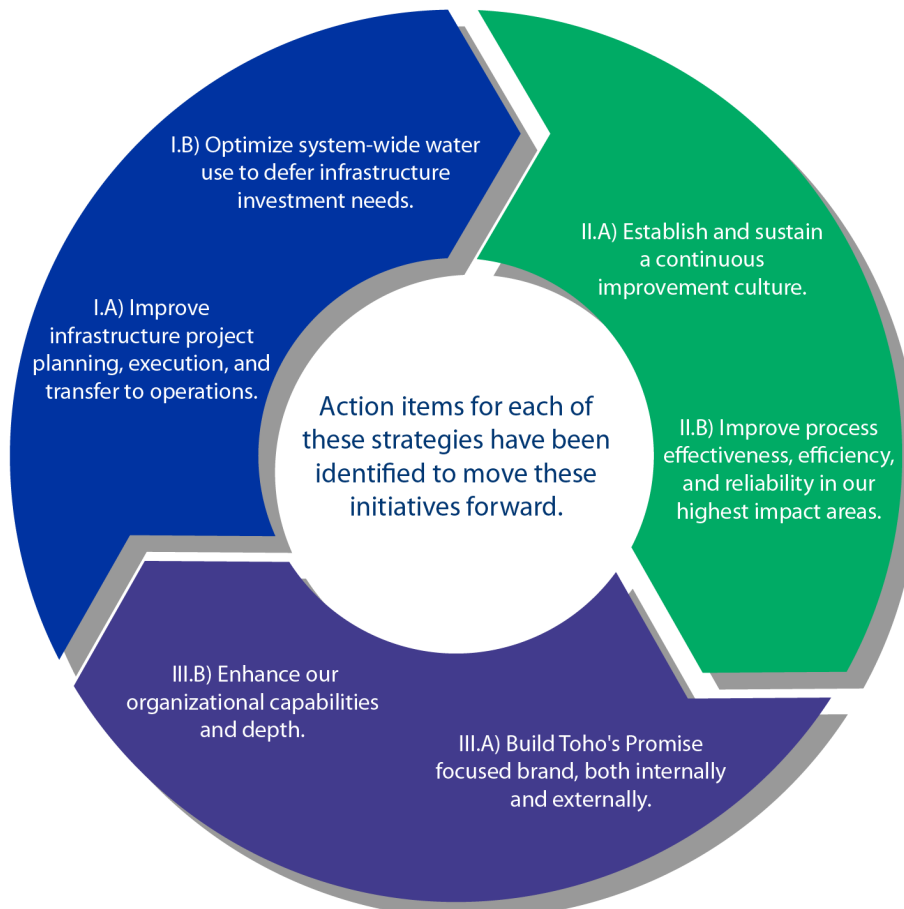 I.B) Optimize system-wide water
use to defer infrastructure
investment needs.
I.A) Improve
infrastructure project
planning, execution, and
transfer to operations.
II.A) Establish and sustain
a continuous
improvement culture.
II.B) Improve process
effectiveness, efficiency,
and reliability in our
highest impact areas.
Action items for each of
these strategies have been
identified to move these
initiatives forward.
III.B) Enhance our
organizational capabilities
and depth.
III.A) Build Toho's Promise
focused brand, both internally
and externally.